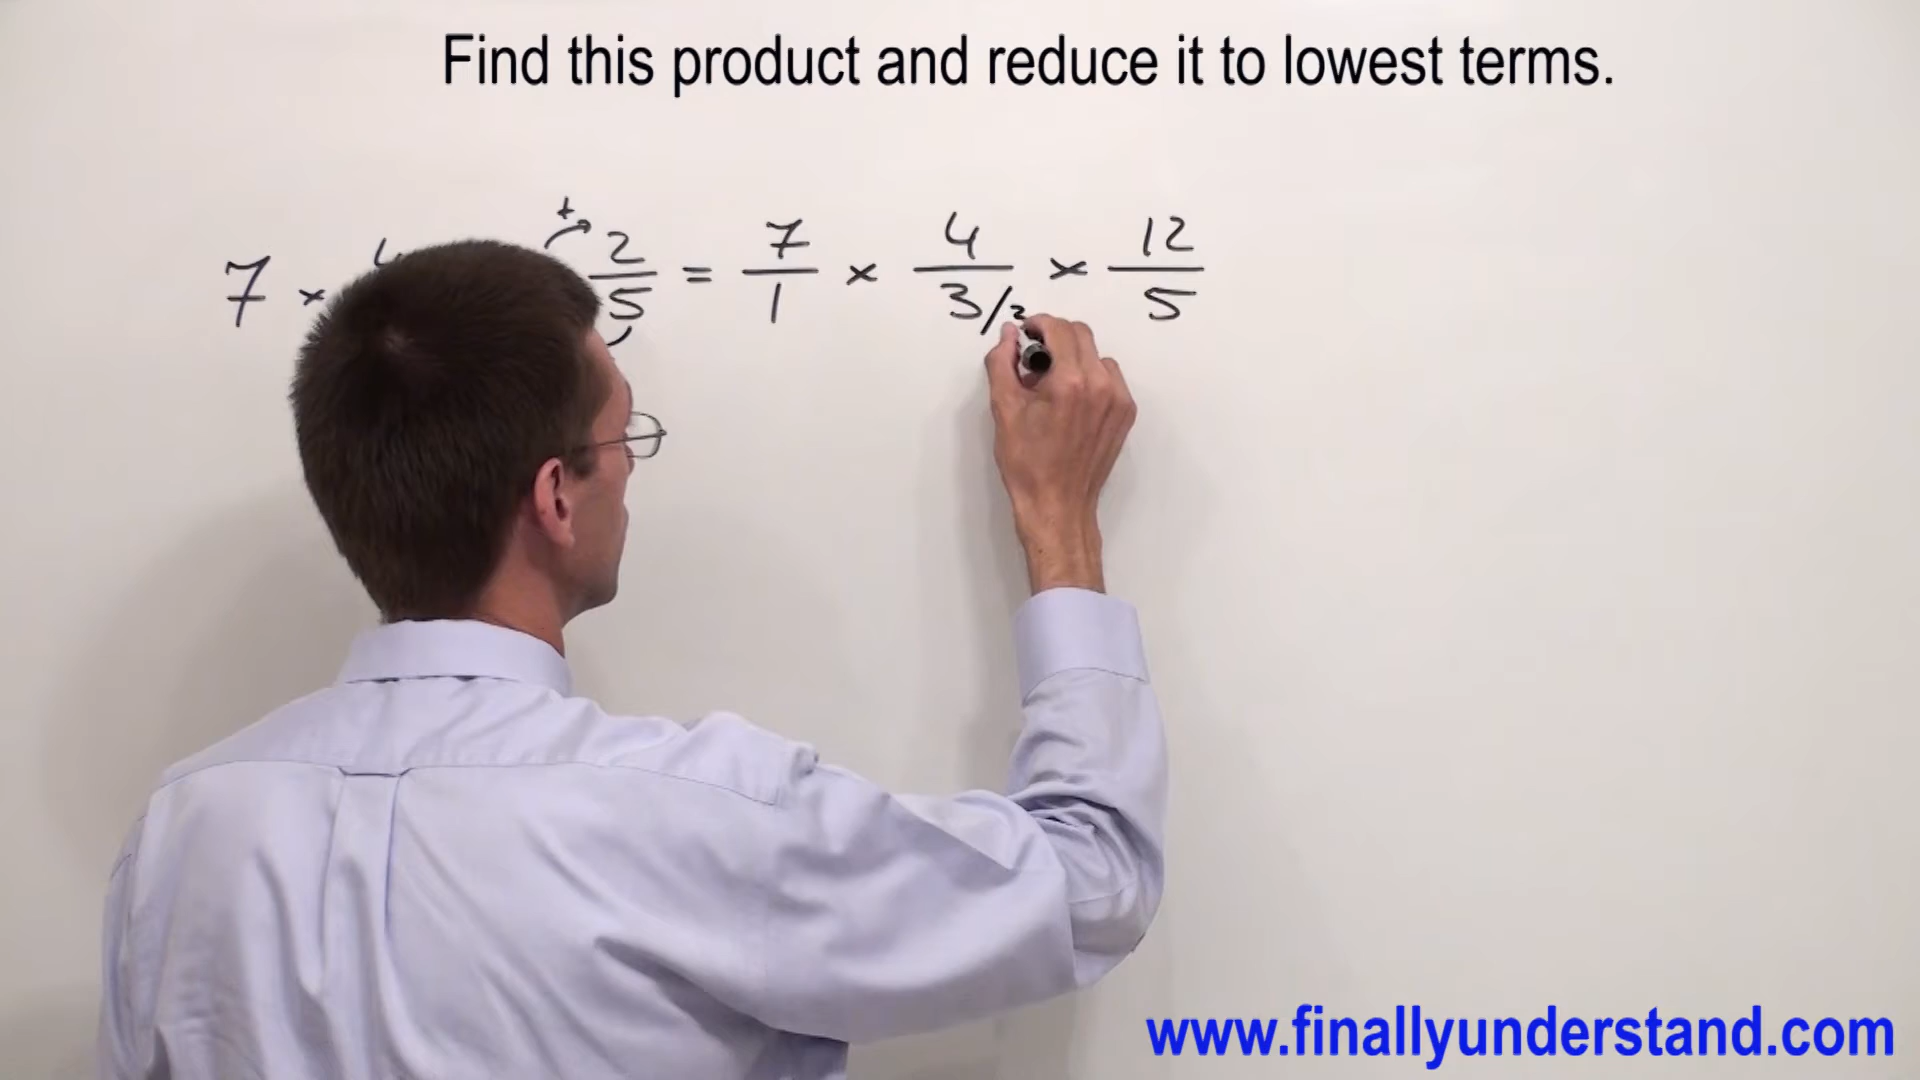 Find this product and reduce it to lowest terms.
7 × + 2/5 = 7/1 × 4/3/3 × 12/5
www.finallyunderstand.com